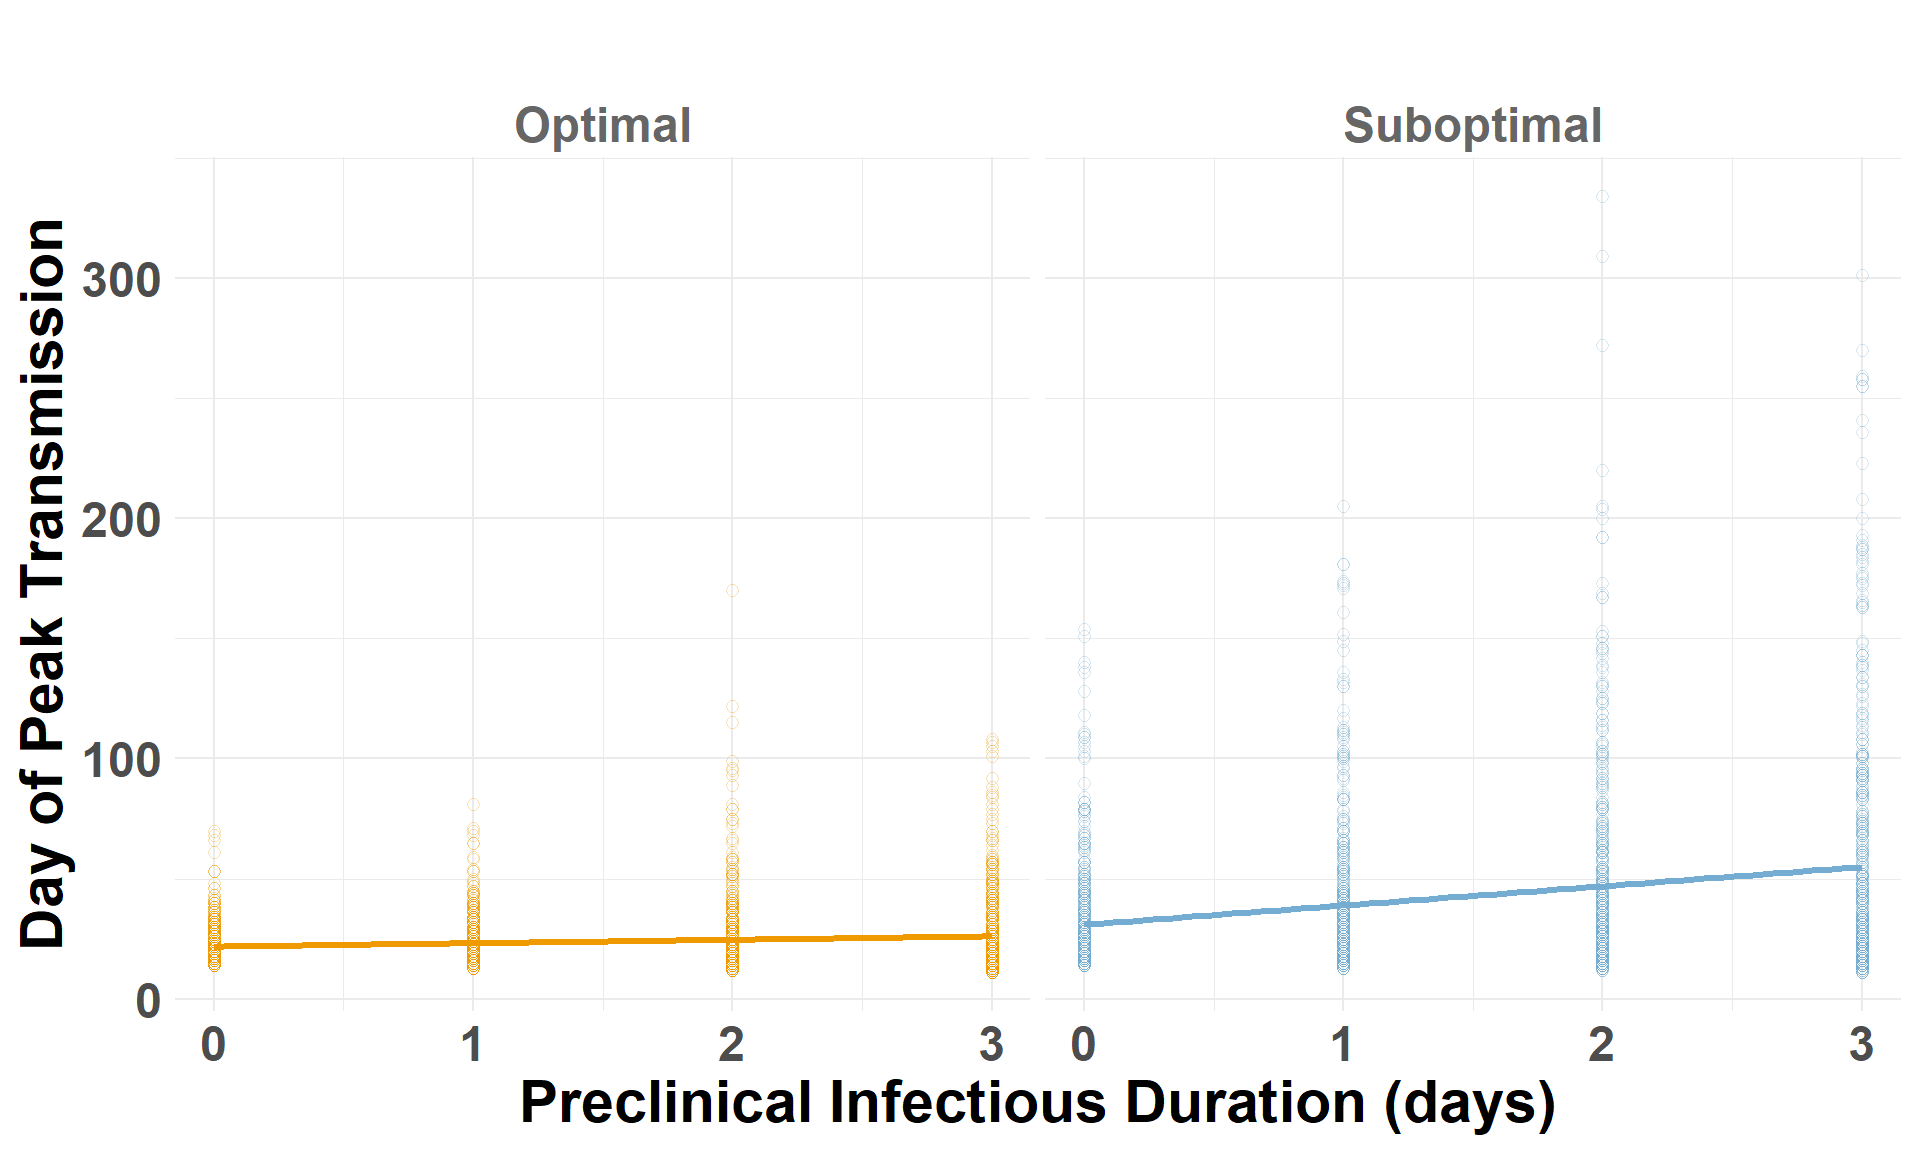 Optimal
Suboptimal
Day of Peak Transmission
300
200
100
0
0 1 2 3 0 1 2 3
Preclinical Infectious Duration (days)